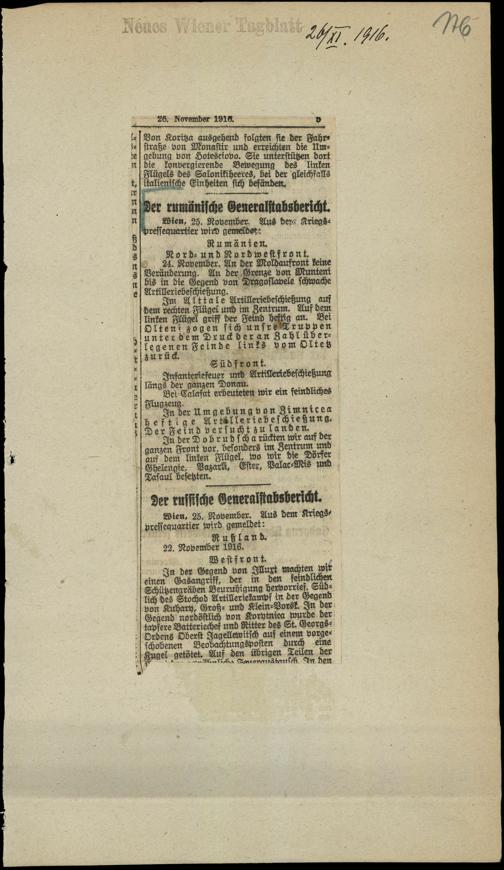 Neues Wiener Tagblatt
26/XI. 1916.
176
26. November 1916.
Von Koritza ausgehend folgten sie der Fahr-
straße von Monastir und erreichten die Um-
gebung von Hotesciovo. Sie unterstützen dort
die konvergierende Bewegung des linken
Flügels des Salonikiheeres, bei der gleichfalls
italienische Einheiten sich befänden.
Der rumänische Generalstabsbericht.
Wien, 25. November. Aus dem Kriegs-
pressequartier wird gemeldet:
Rumänien.
Nord- und Nordwestfront.
24. November. An der Moldaufront keine
Veränderung. An der Grenze von Munteni
bis in die Gegend von Dragoslavele schwache
Artilleriebeschießung.
Im Alttale Artilleriebeschießung auf
dem rechten Flügel und im Zentrum. Auf dem
linken Flügel griff der Feind heftig an. Bei
Olteni zogen sich unsre Truppen
unter dem Druck der an Zahl über-
legenen Feinde links vom Oltetz
zurück.
Südfront.
Infanteriefeuer und Artilleriebeschießung
längs der ganzen Donau.
Bei Calafat erbeuteten wir ein feindliches
Flugzeug.
In der Umgebung von Zimnicea
heftige Artilleriebeschießung.
Der Feind versucht zu landen.
In der Dobrudscha rückten wir auf der
ganzen Front vor, besonders im Zentrum und
auf dem linken Flügel, wo wir die Dörfer
Ghelengie, Pazarli, Ester, Palac-Mis und
Tasaul besetzten.
Der russische Generalstabsbericht.
Wien, 25. November. Aus dem Kriegs-
pressequartier wird gemeldet:
Rußland.
22. November 1916.
Westfront.
In der Gegend von Illuxt machten wir
einen Gasangriff, der in den feindlichen
Schützengräben Beunruhigung hervorrief. Süd-
lich des Stochod Artilleriekampf in der Gegend
von Kuchary, Groß- und Klein-Porsk. In der
Gegend nordöstlich von Korytnica wurde der
tapfere Batteriechef und Ritter des St. Georgs-
Ordens Oberst Jagellewitsch auf einem vorge-
schobenen Beobachtungsposten durch eine
Kugel getötet. Auf den übrigen Teilen der
Feueraustausch. In den